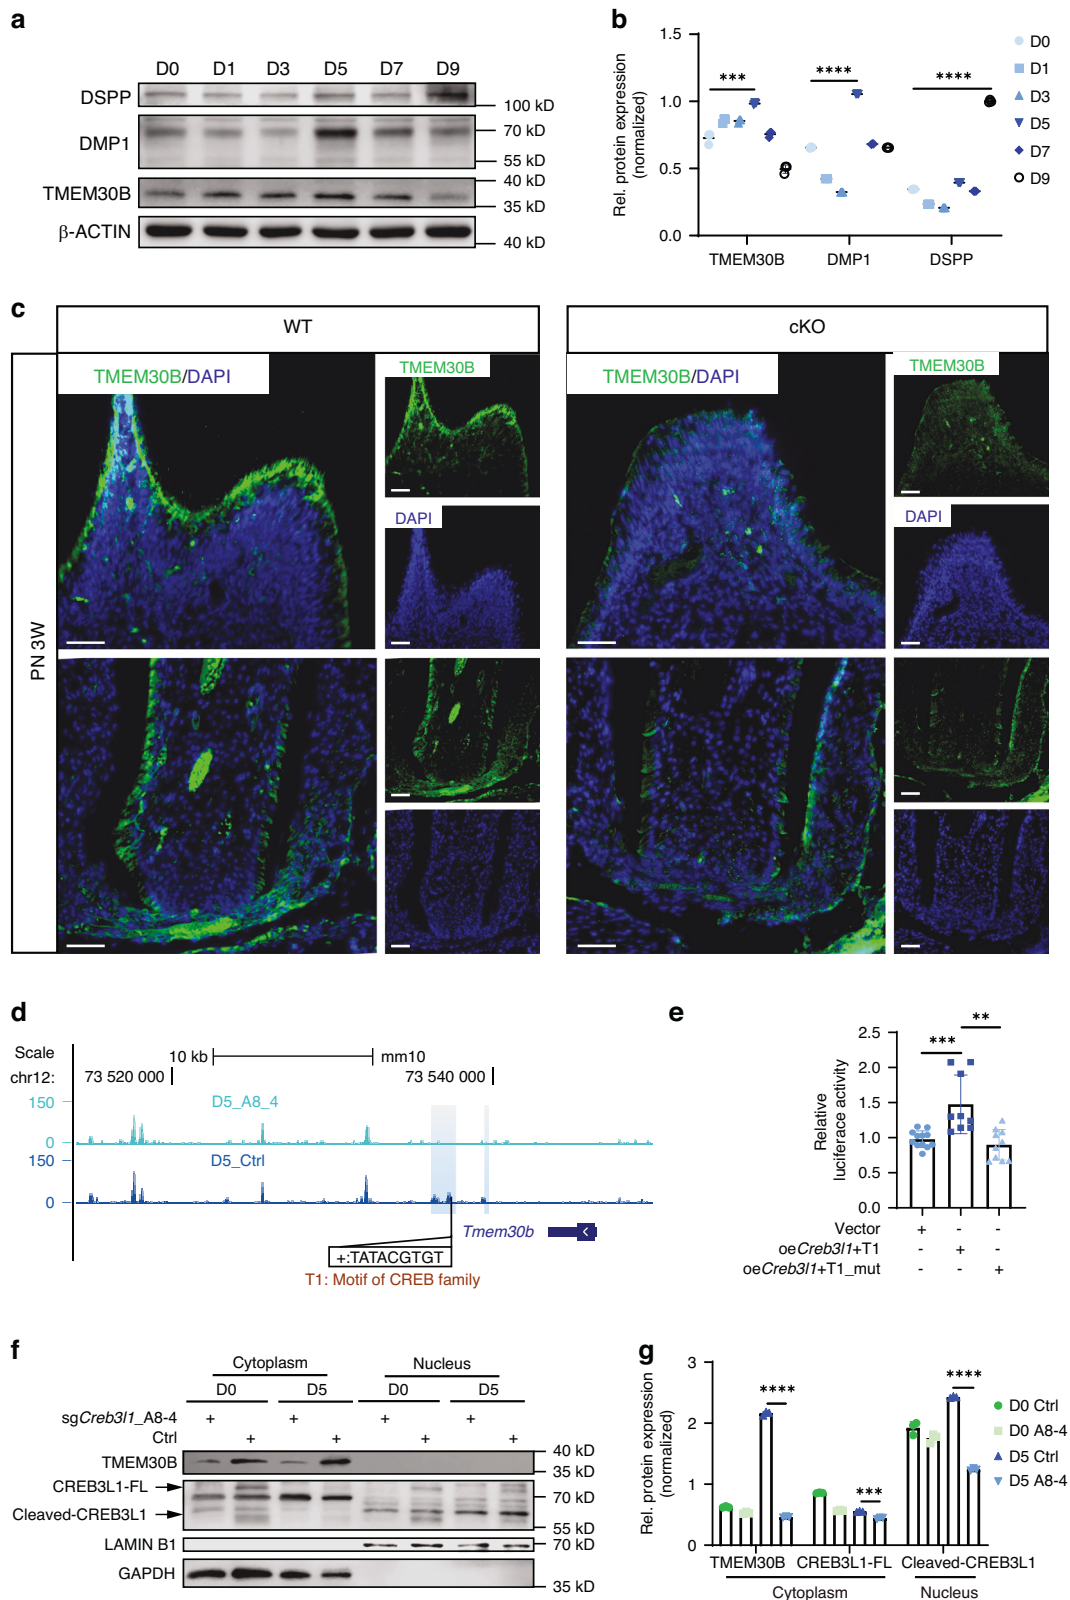 a
D0 D1 D3 D5 D7 D9
DSPP
100 kD
DMP1
70 kD
55 kD
TMEM30B
40 kD
35 kD
β-ACTIN
40 kD
b
Rel. protein expression
(normalized)
1.5
1.0
0.5
0.0
*** **** ****
TMEM30B DMP1 DSPP
D0
D1
D3
D5
D7
D9
c
WT
cKO
PN 3W
TMEM30B/DAPI
TMEM30B
DAPI
TMEM30B/DAPI
TMEM30B
DAPI
d
Scale
10 kb
mm10
chr12:
73 520 000
73 540 000
150
D5_A8_4
0
150
D5_Ctrl
0
Tmem30b
+:TATACGTGT
T1: Motif of CREB family
e
Relative
luciferace activity
2.5
2.0
1.5
1.0
0.5
0.0
*** **
Vector + - -
oeCreb3l1+T1 - + -
oeCreb3l1+T1_mut - - +
f
Cytoplasm Nucleus
D0 D5 D0 D5
sgCreb3l1_A8-4 + + + +
Ctrl + + + +
TMEM30B
40 kD
35 kD
CREB3L1-FL
70 kD
Cleaved-CREB3L1
55 kD
LAMIN B1
70 kD
GAPDH
35 kD
g
Rel. protein expression
(normalized)
3
2
1
0
**** *** ****
TMEM30B CREB3L1-FL Cleaved-CREB3L1
Cytoplasm Nucleus
D0 Ctrl
D0 A8-4
D5 Ctrl
D5 A8-4